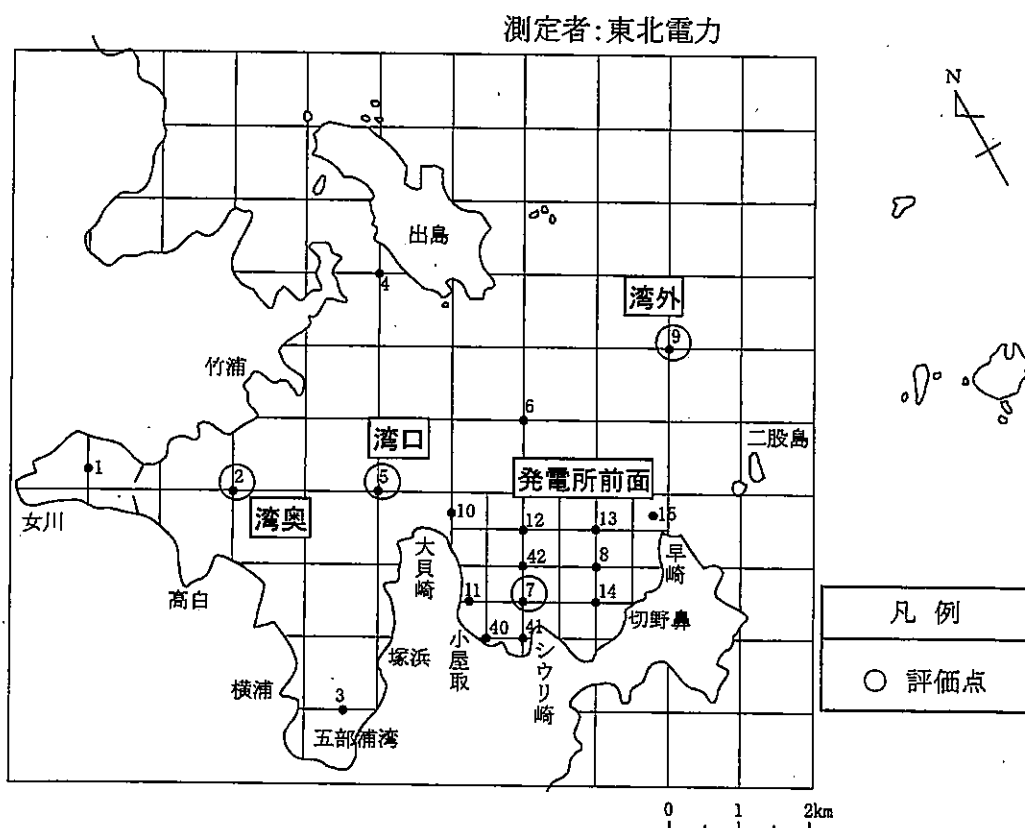 測定者:東北電力
N
出島
4
湾外
9
竹浦
6
湾口
二股島
1
2
5
発電所前面
女川
湾奥
10
12
13
15
大貝崎
42
8
早崎
高白
11
7
14
切野鼻
凡例
小屋取
40
41
シウリ崎
塚浜
横浦
3
五部浦湾
○ 評価点
0 1 2km